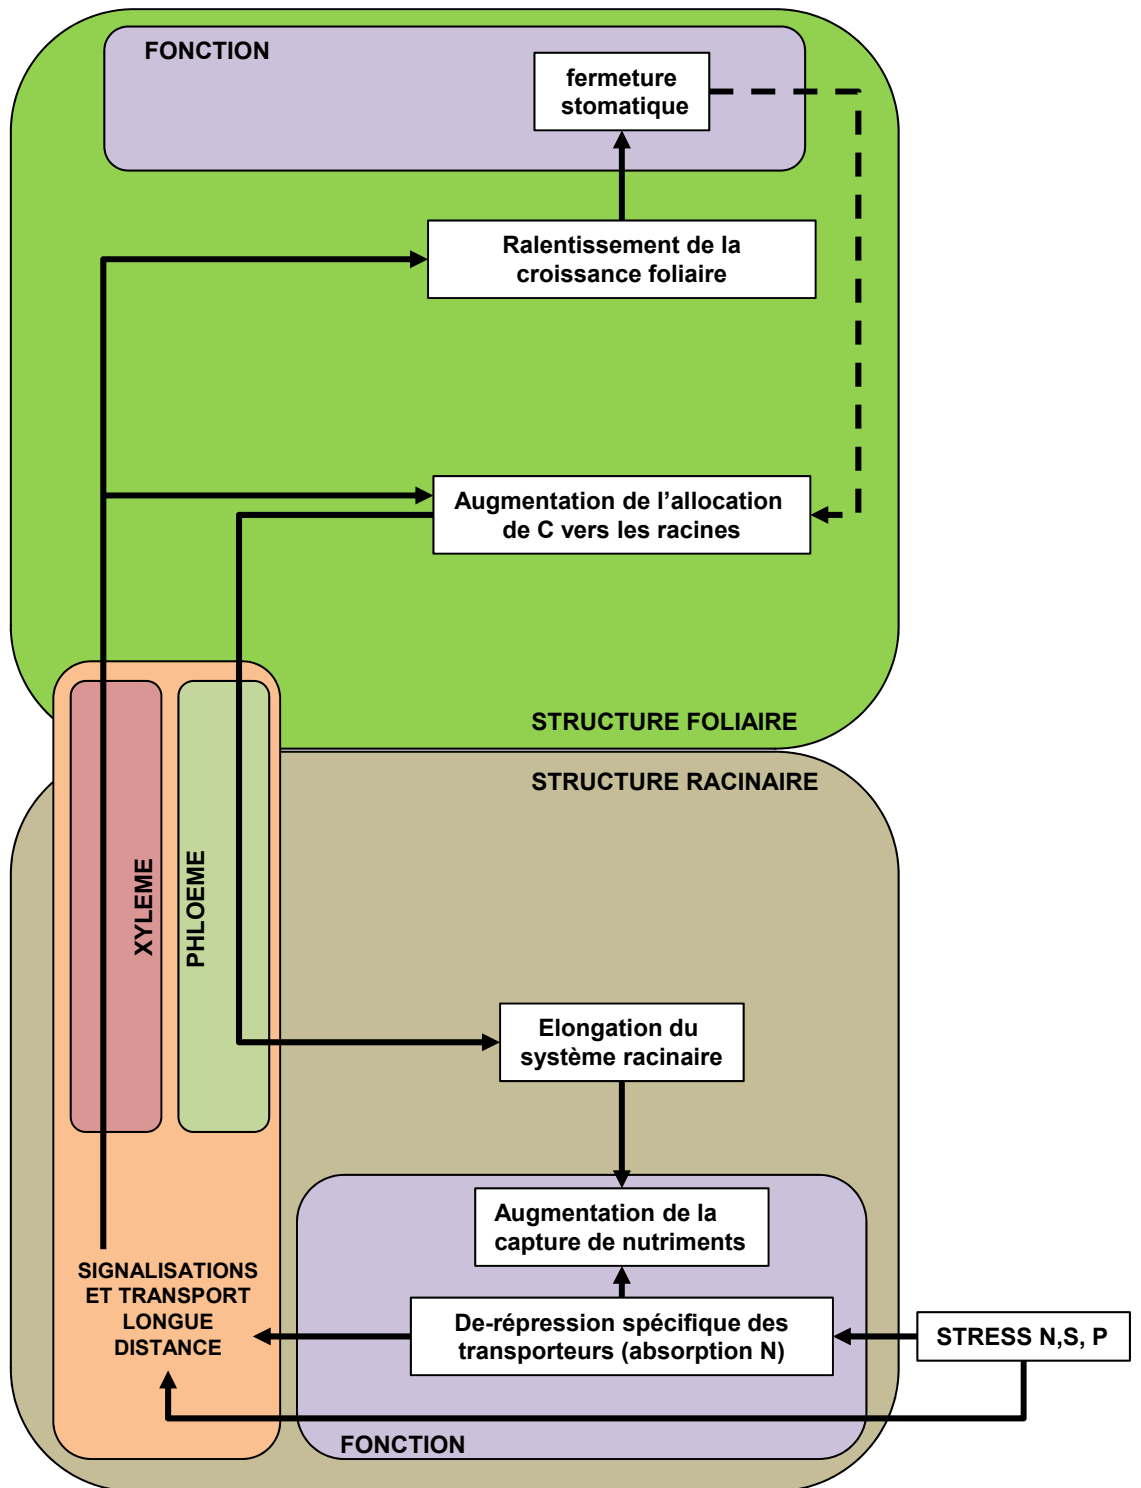 FONCTION
fermeture
stomatique
Ralentissement de la
croissance foliaire
Augmentation de l’allocation
de C vers les racines
STRUCTURE FOLIAIRE
STRUCTURE RACINAIRE
XYLEME
PHLOEME
Elongation du
système racinaire
Augmentation de la
capture de nutriments
SIGNALISATIONS
ET TRANSPORT
LONGUE
DISTANCE
De-répression spécifique des
transporteurs (absorption N)
STRESS N,S, P
FONCTION